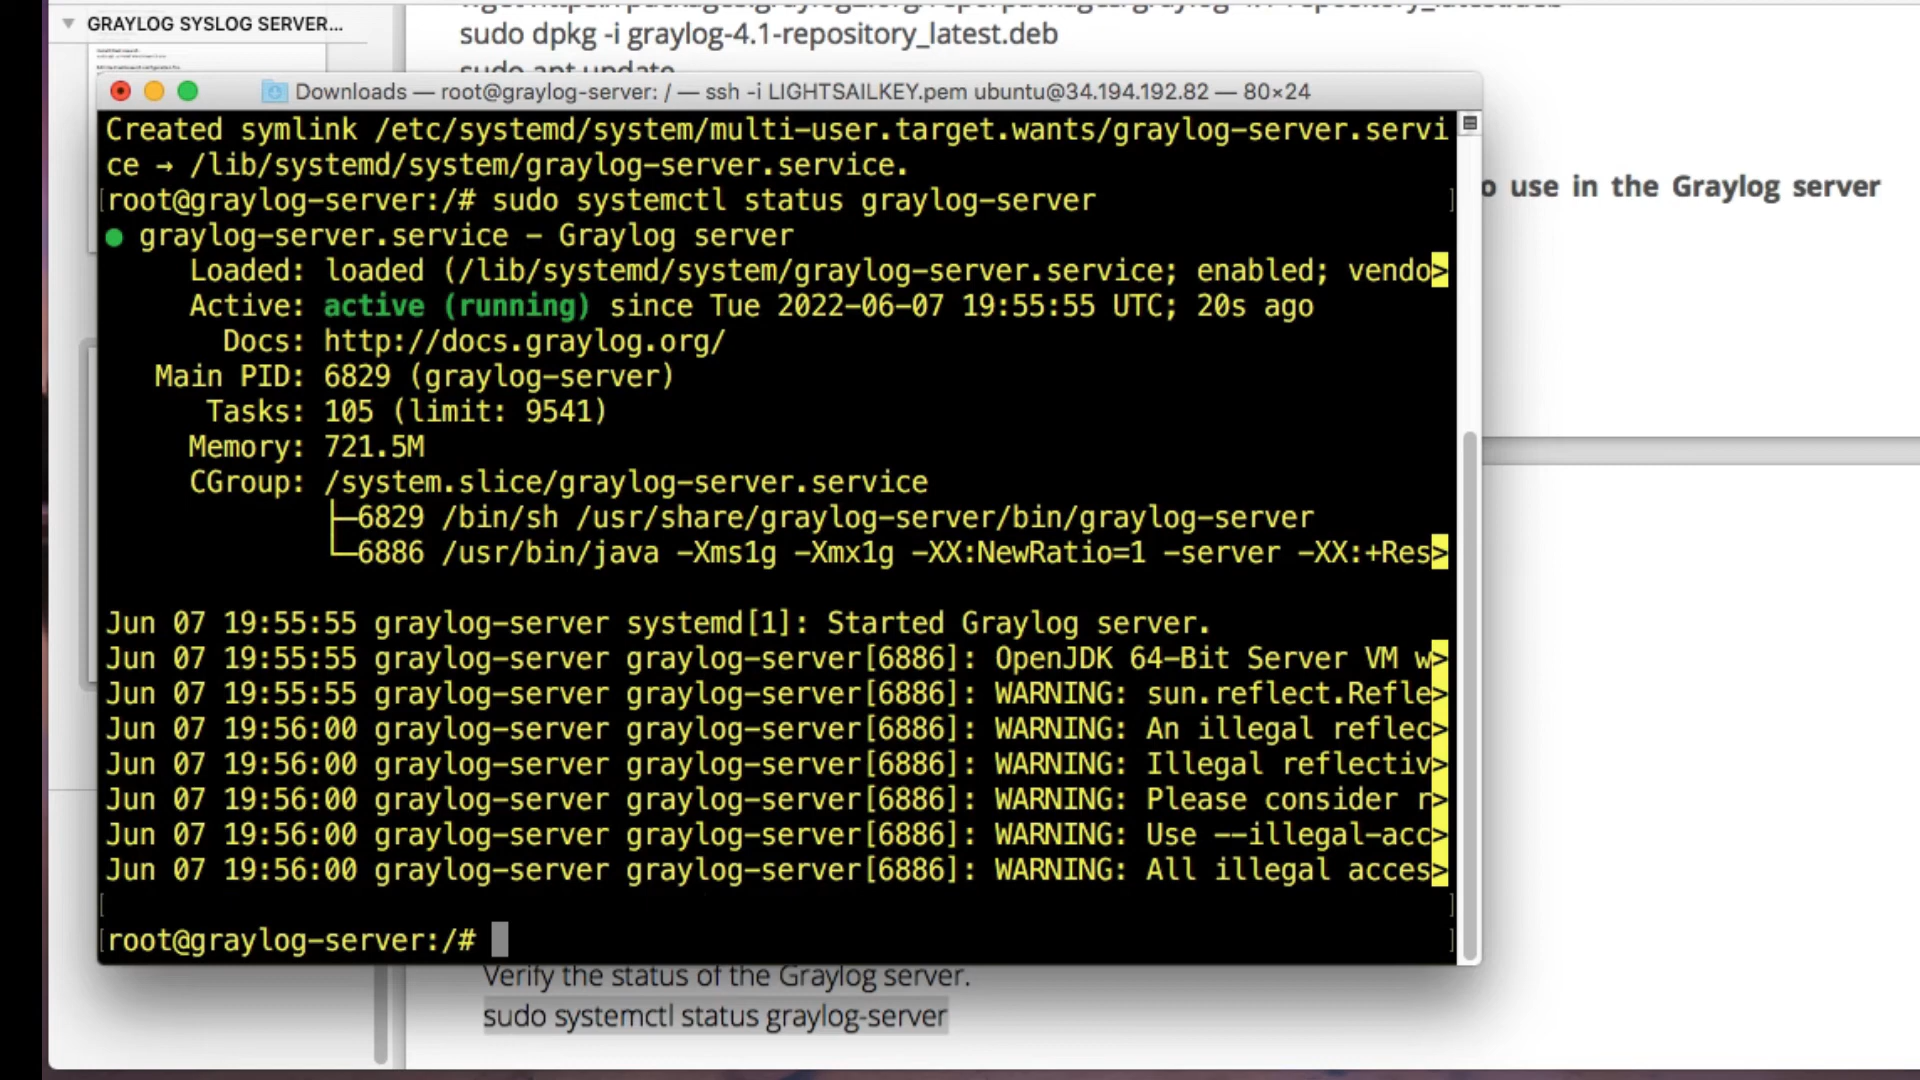 GRAYLOG SYSLOG SERVER...
sudo dpkg -i graylog-4.1-repository_latest.deb
sudo apt update
Downloads — root@graylog-server: / — ssh -i LIGHTSAILKEY.pem ubuntu@34.194.192.82 — 80×24
Created symlink /etc/systemd/system/multi-user.target.wants/graylog-server.servi
ce → /lib/systemd/system/graylog-server.service.
o use in the Graylog server
[root@graylog-server:/# sudo systemctl status graylog-server ]
● graylog-server.service - Graylog server
Loaded: loaded (/lib/systemd/system/graylog-server.service; enabled; vendo>
Active: active (running) since Tue 2022-06-07 19:55:55 UTC; 20s ago
Docs: http://docs.graylog.org/
Main PID: 6829 (graylog-server)
Tasks: 105 (limit: 9541)
Memory: 721.5M
CGroup: /system.slice/graylog-server.service
├─6829 /bin/sh /usr/share/graylog-server/bin/graylog-server
└─6886 /usr/bin/java -Xms1g -Xmx1g -XX:NewRatio=1 -server -XX:+Res>
Jun 07 19:55:55 graylog-server systemd[1]: Started Graylog server.
Jun 07 19:55:55 graylog-server graylog-server[6886]: OpenJDK 64-Bit Server VM w>
Jun 07 19:55:55 graylog-server graylog-server[6886]: WARNING: sun.reflect.Refle>
Jun 07 19:56:00 graylog-server graylog-server[6886]: WARNING: An illegal reflec>
Jun 07 19:56:00 graylog-server graylog-server[6886]: WARNING: Illegal reflectiv>
Jun 07 19:56:00 graylog-server graylog-server[6886]: WARNING: Please consider r>
Jun 07 19:56:00 graylog-server graylog-server[6886]: WARNING: Use --illegal-acc>
Jun 07 19:56:00 graylog-server graylog-server[6886]: WARNING: All illegal acces>
[ ]
[root@graylog-server:/# ]
Verify the status of the Graylog server.
sudo systemctl status graylog-server